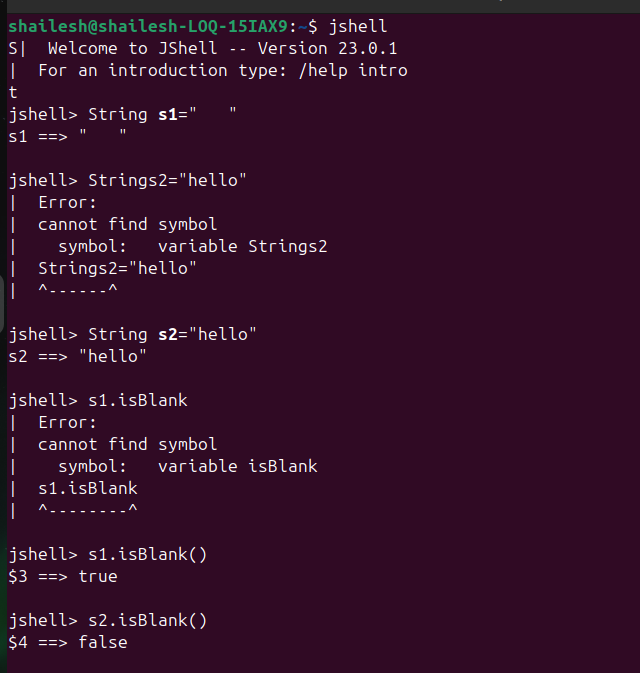 shailesh@shailesh-LOQ-15IAX9:~$ jshell
S|  Welcome to JShell -- Version 23.0.1
|  For an introduction type: /help intro
t
jshell> String s1="   "
s1 ==> "   "
jshell> Strings2="hello"
|  Error:
|  cannot find symbol
|    symbol:   variable Strings2
|  Strings2="hello"
|  ^------^
jshell> String s2="hello"
s2 ==> "hello"
jshell> s1.isBlank
|  Error:
|  cannot find symbol
|    symbol:   variable isBlank
|  s1.isBlank
|  ^--------^
jshell> s1.isBlank()
$3 ==> true
jshell> s2.isBlank()
$4 ==> false